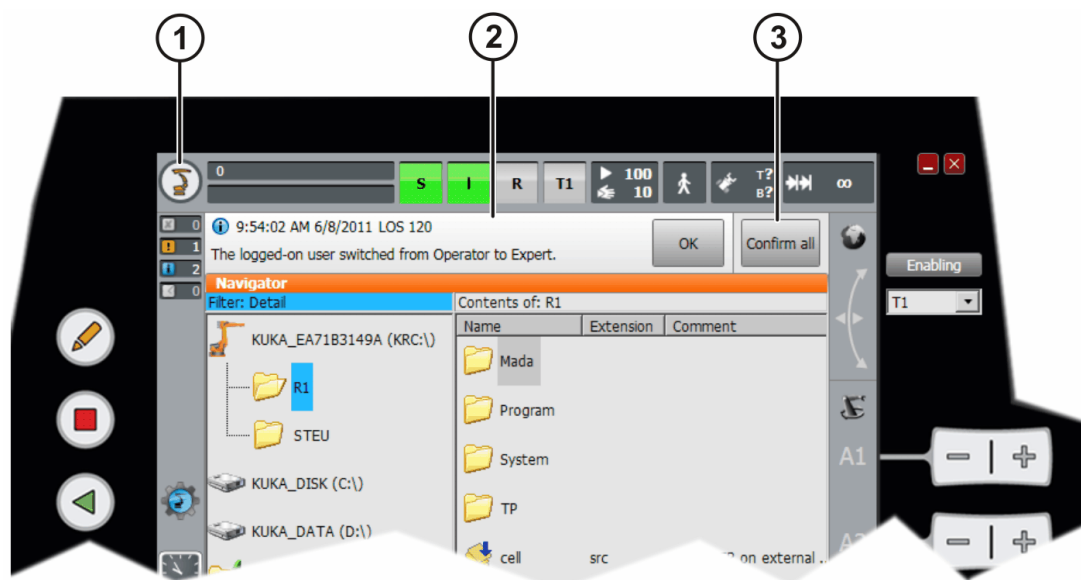 1 2 3
0
S I R T1 100 10 T? B? ∞
0 9:54:02 AM 6/8/2011 LOS 120
1 The logged-on user switched from Operator to Expert.
OK Confirm all
2
0
Navigator
Filter: Detail Contents of: R1
Name Extension Comment
KUKA_EA71B3149A (KRC:\)
Mada
R1
Program
STEU
System
KUKA_DISK (C:\)
TP
KUKA_DATA (D:\)
cell src on external ..
Enabling
T1
A1